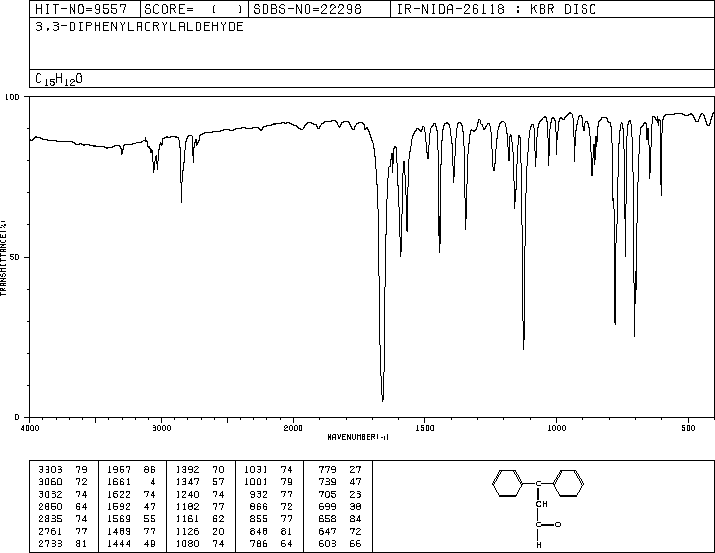 HIT-NO=9557 SCORE= ( ) SDBS-NO=22298 IR-NIDA-26118 : KBR DISC
3,3-DIPHENYLACRYLALDEHYDE
C15H12O
100
50
0
TRANSMITTANCE(%)
4000 3000 2000 1500 1000 500
WAVENUMBER(-1)
3303 79 1967 86 1392 70 1031 74 779 27
3060 72 1661 4 1347 57 1001 79 739 47
3032 74 1622 74 1240 74 932 77 705 23
2850 64 1592 47 1182 77 866 72 699 38
2835 74 1569 55 1161 62 855 77 658 84
2761 77 1489 77 1126 20 848 81 647 72
2733 81 1444 49 1080 74 786 64 603 66
C
CH
C O
H